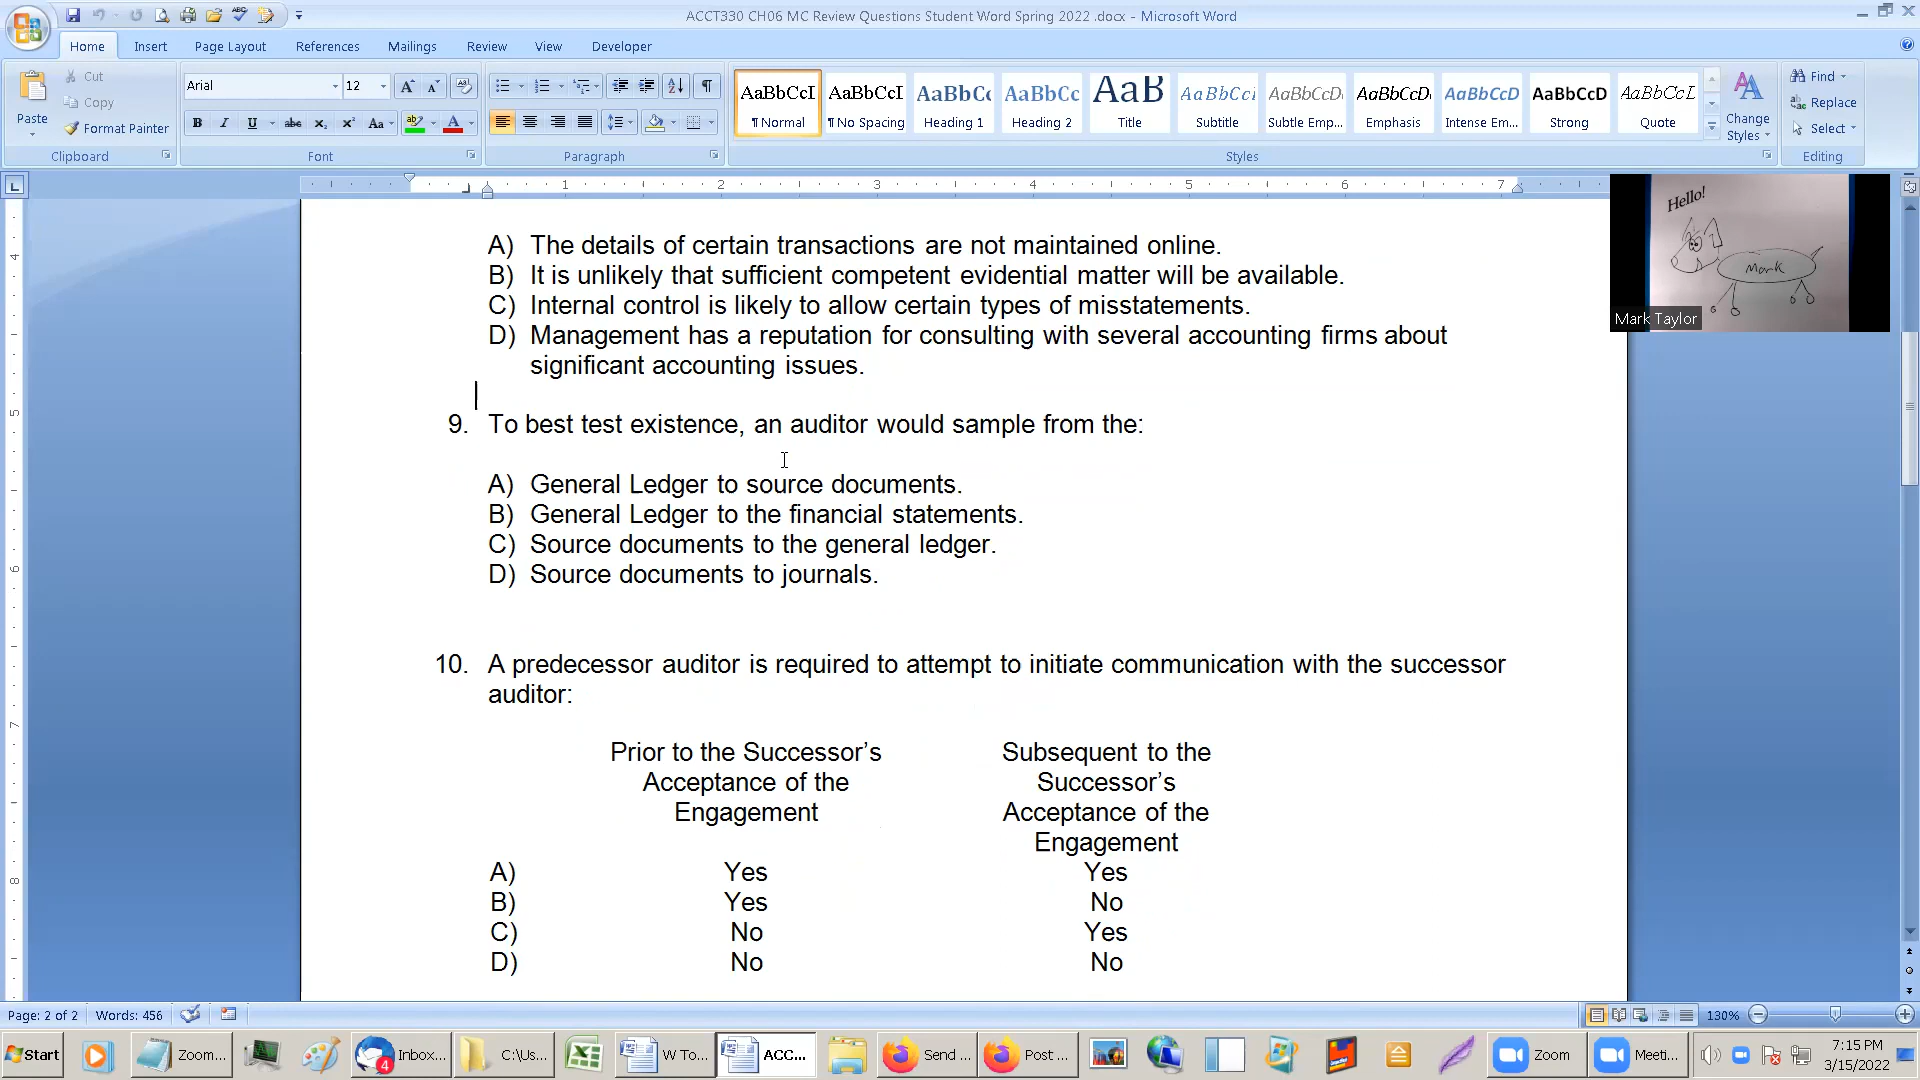 ACCT330 CH06 MC Review Questions Student Word Spring 2022 .docx - Microsoft Word
Home Insert Page Layout References Mailings Review View Developer
Paste
Cut
Copy
Format Painter
Clipboard
Arial 12
Font
Paragraph
AaBbCcI AaBbCcI AaBbCc AaBbCc AaB AaBbCcI AaBbCcD AaBbCcD AaBbCcD AaBbCcD AaBbCcL
¶ Normal ¶ No Spacing Heading 1 Heading 2 Title Subtitle Subtle Emp... Emphasis Intense Em... Strong Quote
Change Styles
Styles
Find
Replace
Select
Editing
1 2 3 4 5 6 7
Hello!
Mark
Mark Taylor
A) The details of certain transactions are not maintained online.
B) It is unlikely that sufficient competent evidential matter will be available.
C) Internal control is likely to allow certain types of misstatements.
D) Management has a reputation for consulting with several accounting firms about
significant accounting issues.
9. To best test existence, an auditor would sample from the:
A) General Ledger to source documents.
B) General Ledger to the financial statements.
C) Source documents to the general ledger.
D) Source documents to journals.
10. A predecessor auditor is required to attempt to initiate communication with the successor
auditor:
Prior to the Successor’s Subsequent to the
Acceptance of the Successor’s
Engagement Acceptance of the
Engagement
A) Yes Yes
B) Yes No
C) No Yes
D) No No
Page: 2 of 2 Words: 456 130%
Start Zoom... Inbox... C:\Us... W To... ACC... Send ... Post ... Zoom Meeti...
7:15 PM
3/15/2022